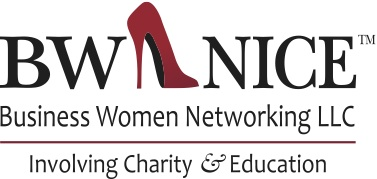 BW NICE™
Business Women Networking LLC
Involving Charity & Education